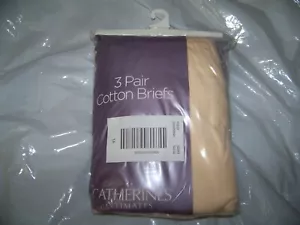 3 Pair
Cotton Briefs
CATHERINES
INTIMATES